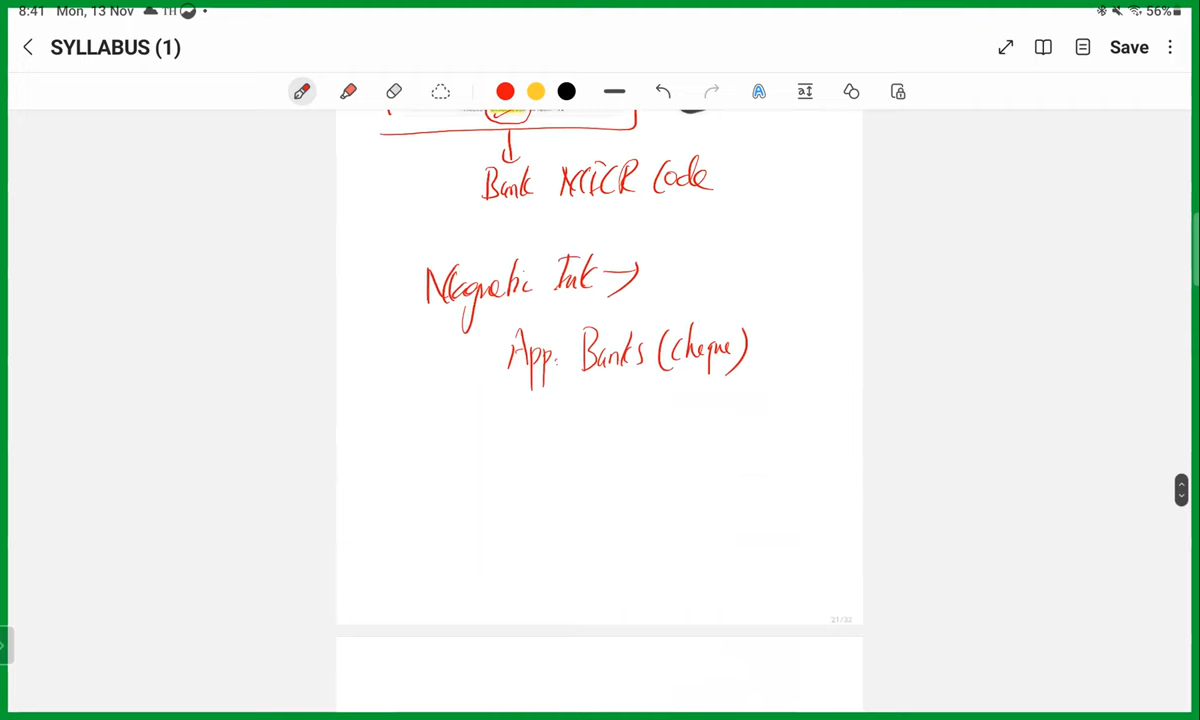 8:41 Mon, 13 Nov TH
56%
SYLLABUS (1)
Save
Bank MICR Code
Magnetic Ink →
App: Banks (cheque)
21/32